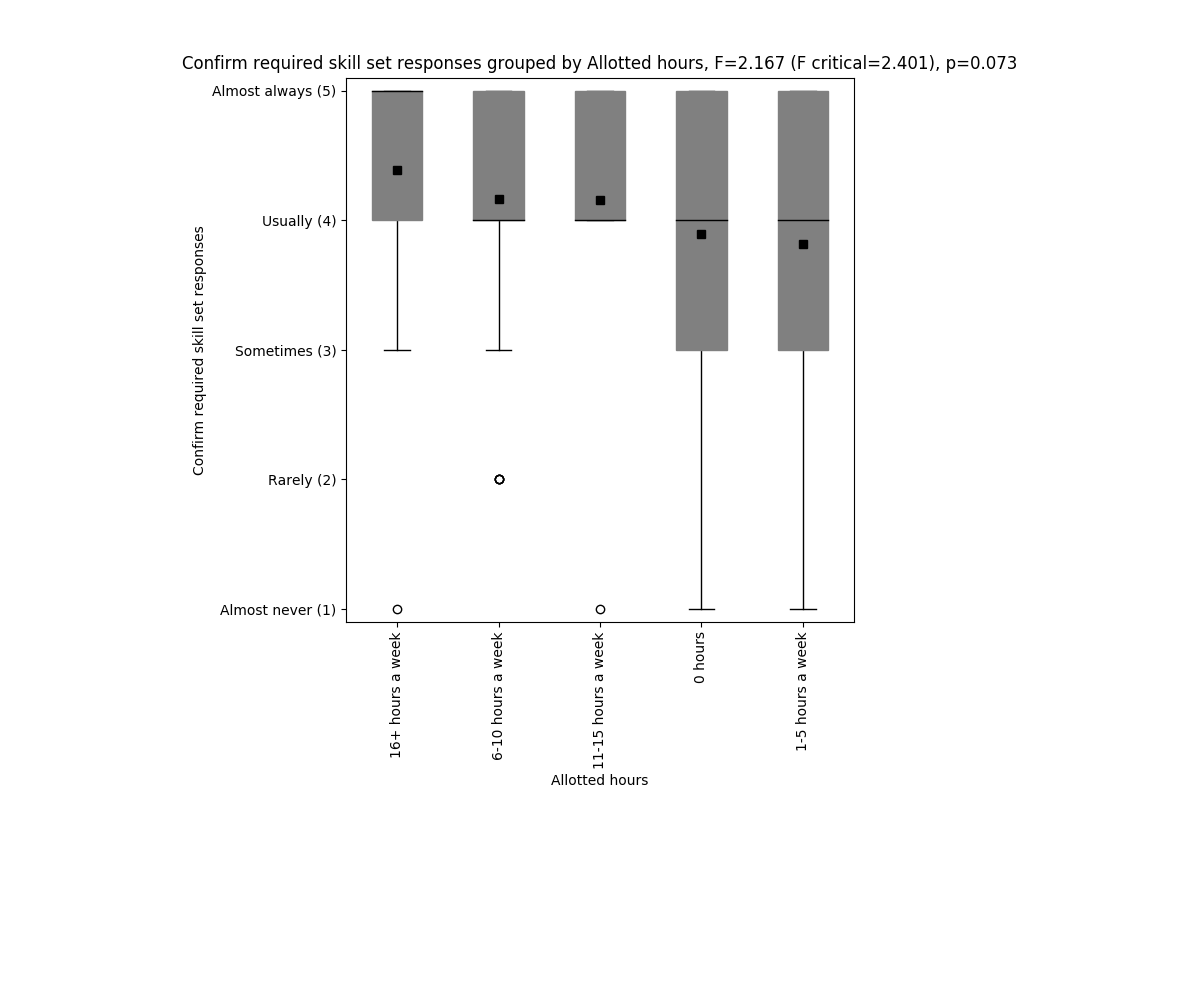 Confirm required skill set responses grouped by Allotted hours, F=2.167 (F critical=2.401), p=0.073
Confirm required skill set responses
Almost always (5)
Usually (4)
Sometimes (3)
Rarely (2)
Almost never (1)
16+ hours a week
6-10 hours a week
11-15 hours a week
0 hours
1-5 hours a week
Allotted hours